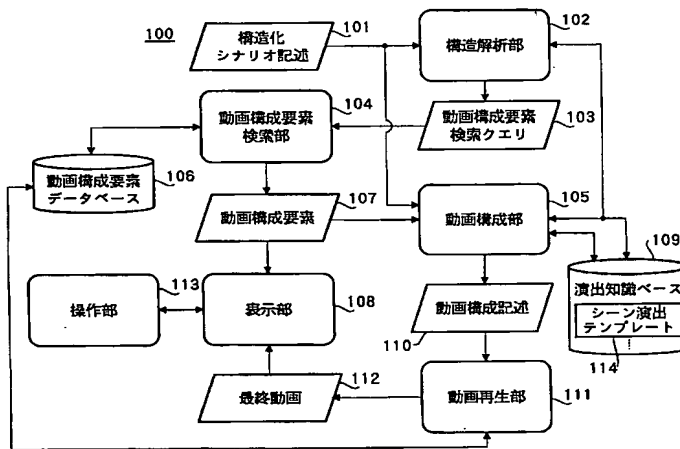 100
101
構造化
シナリオ記述
102
構造解析部
103
動画構成要素
検索クエリ
104
動画構成要素
検索部
106
動画構成要素
データベース
107
動画構成要素
105
動画構成部
109
演出知識ベース
シーン演出
テンプレート
114
113
操作部
108
表示部
110
動画構成記述
112
最終動画
111
動画再生部